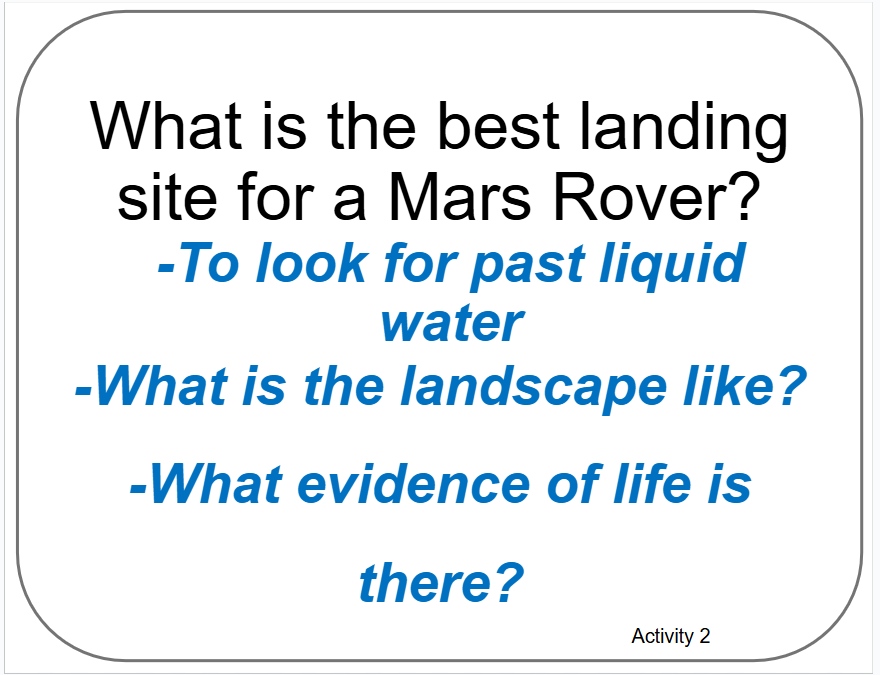 What is the best landing
site for a Mars Rover?
-To look for past liquid
water
-What is the landscape like?
-What evidence of life is
there?
Activity 2